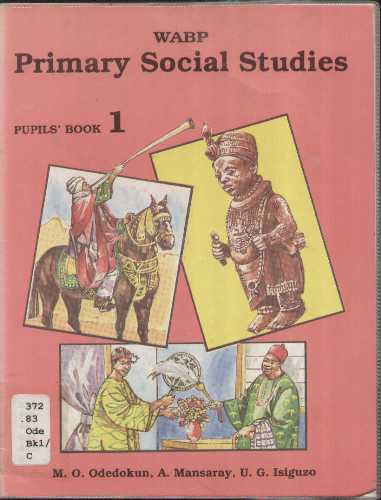 WABP
Primary Social Studies
PUPILS' BOOK 1
372
.83
Ode
Bk1/
C
M. O. Odedokun, A. Mansaray, U. G. Isiguzo